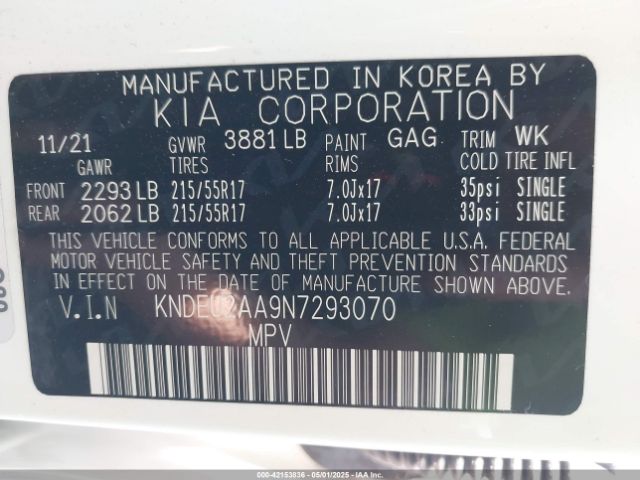 MANUFACTURED IN KOREA BY
KIA CORPORATION
11/21 GVWR 3881 LB PAINT GAG TRIM WK
GAWR TIRES RIMS COLD TIRE INFL
FRONT 2293 LB 215/55R17 7.0Jx17 35psi SINGLE
REAR 2062 LB 215/55R17 7.0Jx17 33psi SINGLE
THIS VEHICLE CONFORMS TO ALL APPLICABLE U.S.A. FEDERAL
MOTOR VEHICLE SAFETY AND THEFT PREVENTION STANDARDS
IN EFFECT ON THE DATE OF MANUFACTURE SHOWN ABOVE
V.I.N KNDEU2AA9N7293070
MPV
000-42153836 - 05/01/2025 - IAA Inc.